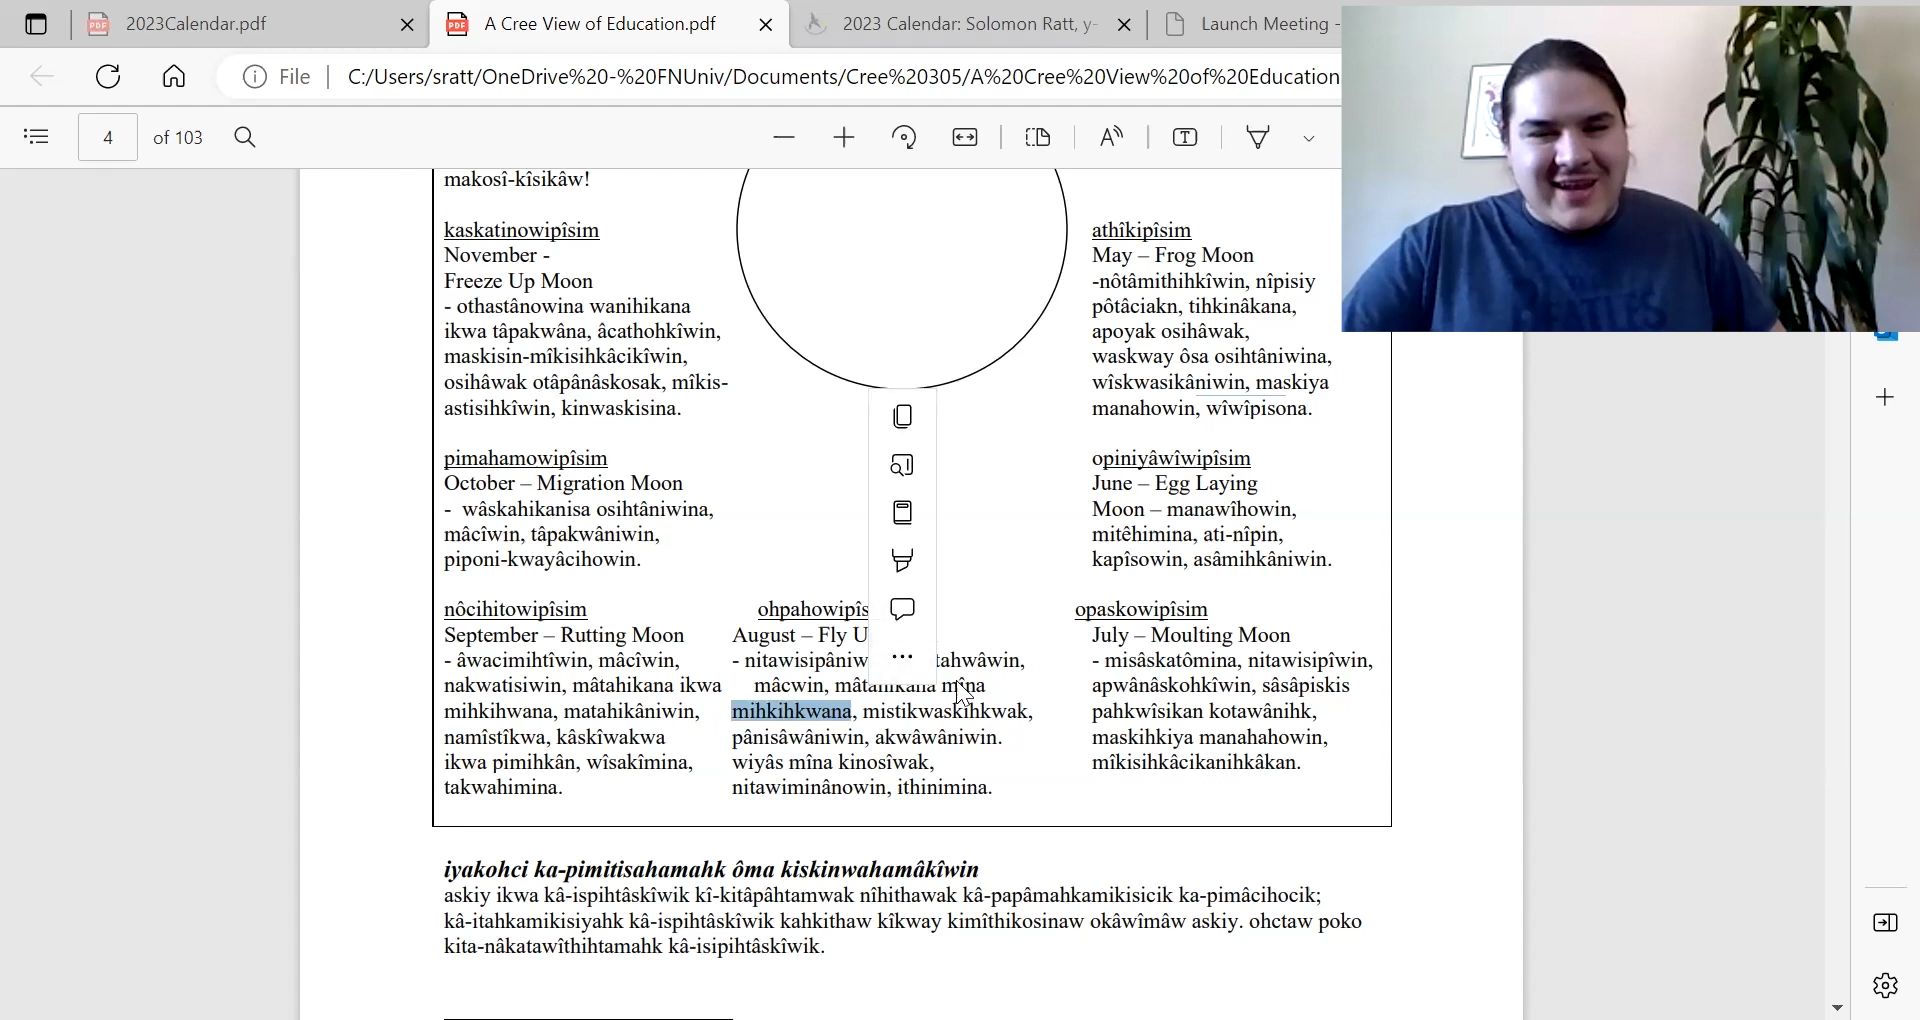 2023Calendar.pdf
A Cree View of Education.pdf
2023 Calendar: Solomon Ratt, y-
Launch Meeting -
File
C:/Users/sratt/OneDrive%20-%20FNUniv/Documents/Cree%20305/A%20Cree%20View%20of%20Education
4 of 103
makosî-kîsikâw!
kaskatinowipîsim
November -
Freeze Up Moon
- othastânowina wanihikana
ikwa tâpakwâna, âcathohkîwin,
maskisin-mîkisihkâcikîwin,
osihâwak otâpânâskosak, mîkis-
astisihkîwin, kinwaskisina.
pimahamowipîsim
October – Migration Moon
- wâskahikanisa osihtâniwina,
mâcîwin, tâpakwâniwin,
piponi-kwayâcihowin.
nôcihitowipîsim
September – Rutting Moon
- âwacimihtîwin, mâcîwin,
nakwatisiwin, mâtahikana ikwa
mihkihwana, matahikâniwin,
namîstîkwa, kâskîwakwa
ikwa pimihkân, wîsakîmina,
takwahimina.
ohpahowipîs
August – Fly U
- nitawisipâniw tahwâwin,
mâcwin, mâtahikana mîna
mihkihkwana, mistikwaskihkwak,
pânisâwâniwin, akwâwâniwin.
wiyâs mîna kinosîwak,
nitawiminânowin, ithinimina.
athîkipîsim
May – Frog Moon
-nôtâmithihkîwin, nîpisiy
pôtâciakn, tihkinâkana,
apoyak osihâwak,
waskway ôsa osihtâniwina,
wîskwasikâniwin, maskiya
manahowin, wîwîpisona.
opiniyâwîwipîsim
June – Egg Laying
Moon – manawîhowin,
mitêhimina, ati-nîpin,
kapîsowin, asâmihkâniwin.
opaskowipîsim
July – Moulting Moon
- misâskatômina, nitawisipîwin,
apwânâskohkîwin, sâsâpiskis
pahkwîsikan kotawânihk,
maskihkiya manahahowin,
mîkisihkâcikanihkâkan.
iyakohci ka-pimitisahamahk ôma kiskinwahamâkîwin
askiy ikwa kâ-ispihtâskîwik kî-kitâpâhtamwak nîhithawak kâ-papâmahkamikisicik ka-pimâcihocik;
kâ-itahkamikisiyahk kâ-ispihtâskîwik kahkithaw kîkway kimîthikosinaw okâwîmâw askiy. ohctaw poko
kita-nâkatawîthihtamahk kâ-isipihtâskîwik.